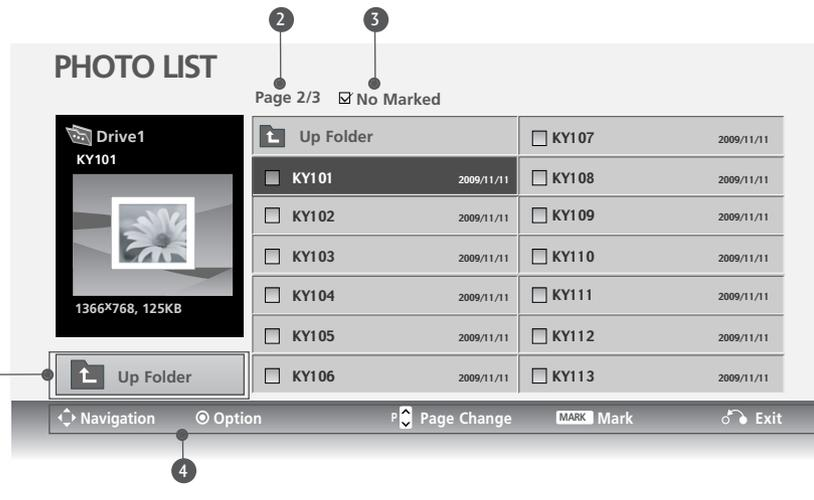 2
3
PHOTO LIST
Page 2/3
No Marked
Drive1
KY101
1366x768, 125KB
Up Folder
Up Folder
KY101 2009/11/11
KY102 2009/11/11
KY103 2009/11/11
KY104 2009/11/11
KY105 2009/11/11
KY106 2009/11/11
KY107 2009/11/11
KY108 2009/11/11
KY109 2009/11/11
KY110 2009/11/11
KY111 2009/11/11
KY112 2009/11/11
KY113 2009/11/11
Navigation
Option
P Page Change
MARK Mark
Exit
4